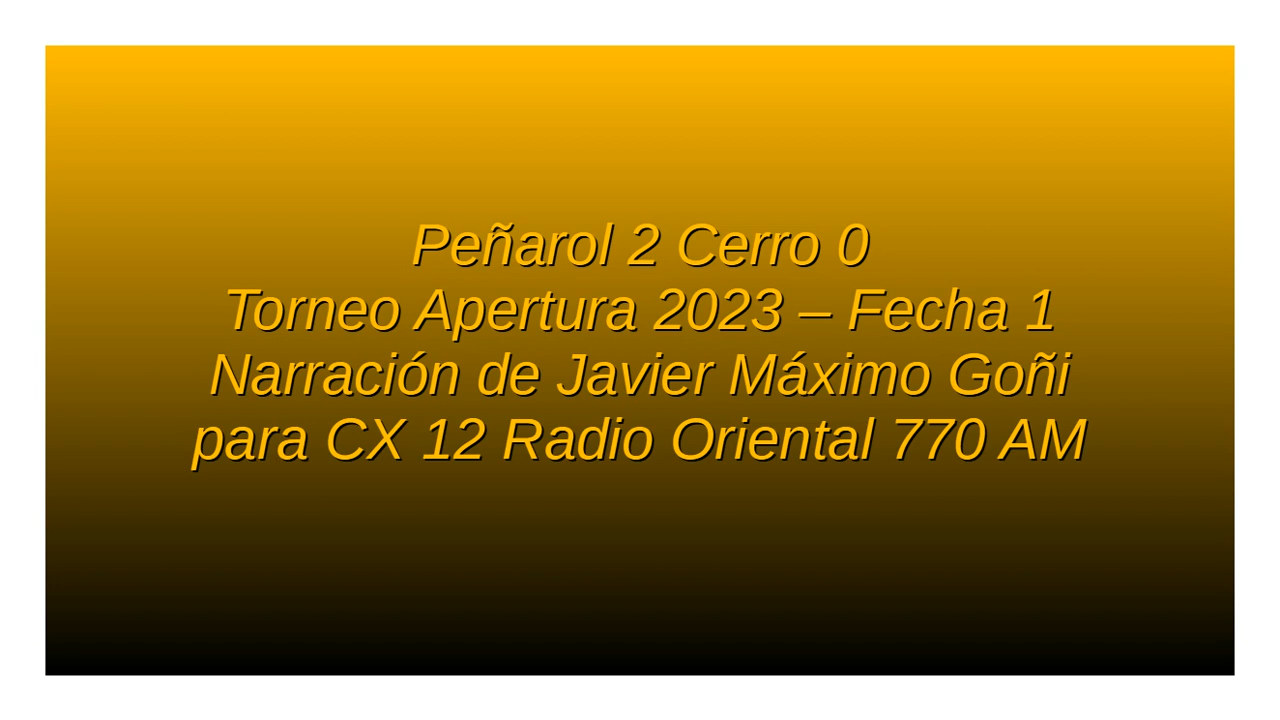 Peñarol 2 Cerro 0
Torneo Apertura 2023 – Fecha 1
Narración de Javier Máximo Goñi
para CX 12 Radio Oriental 770 AM